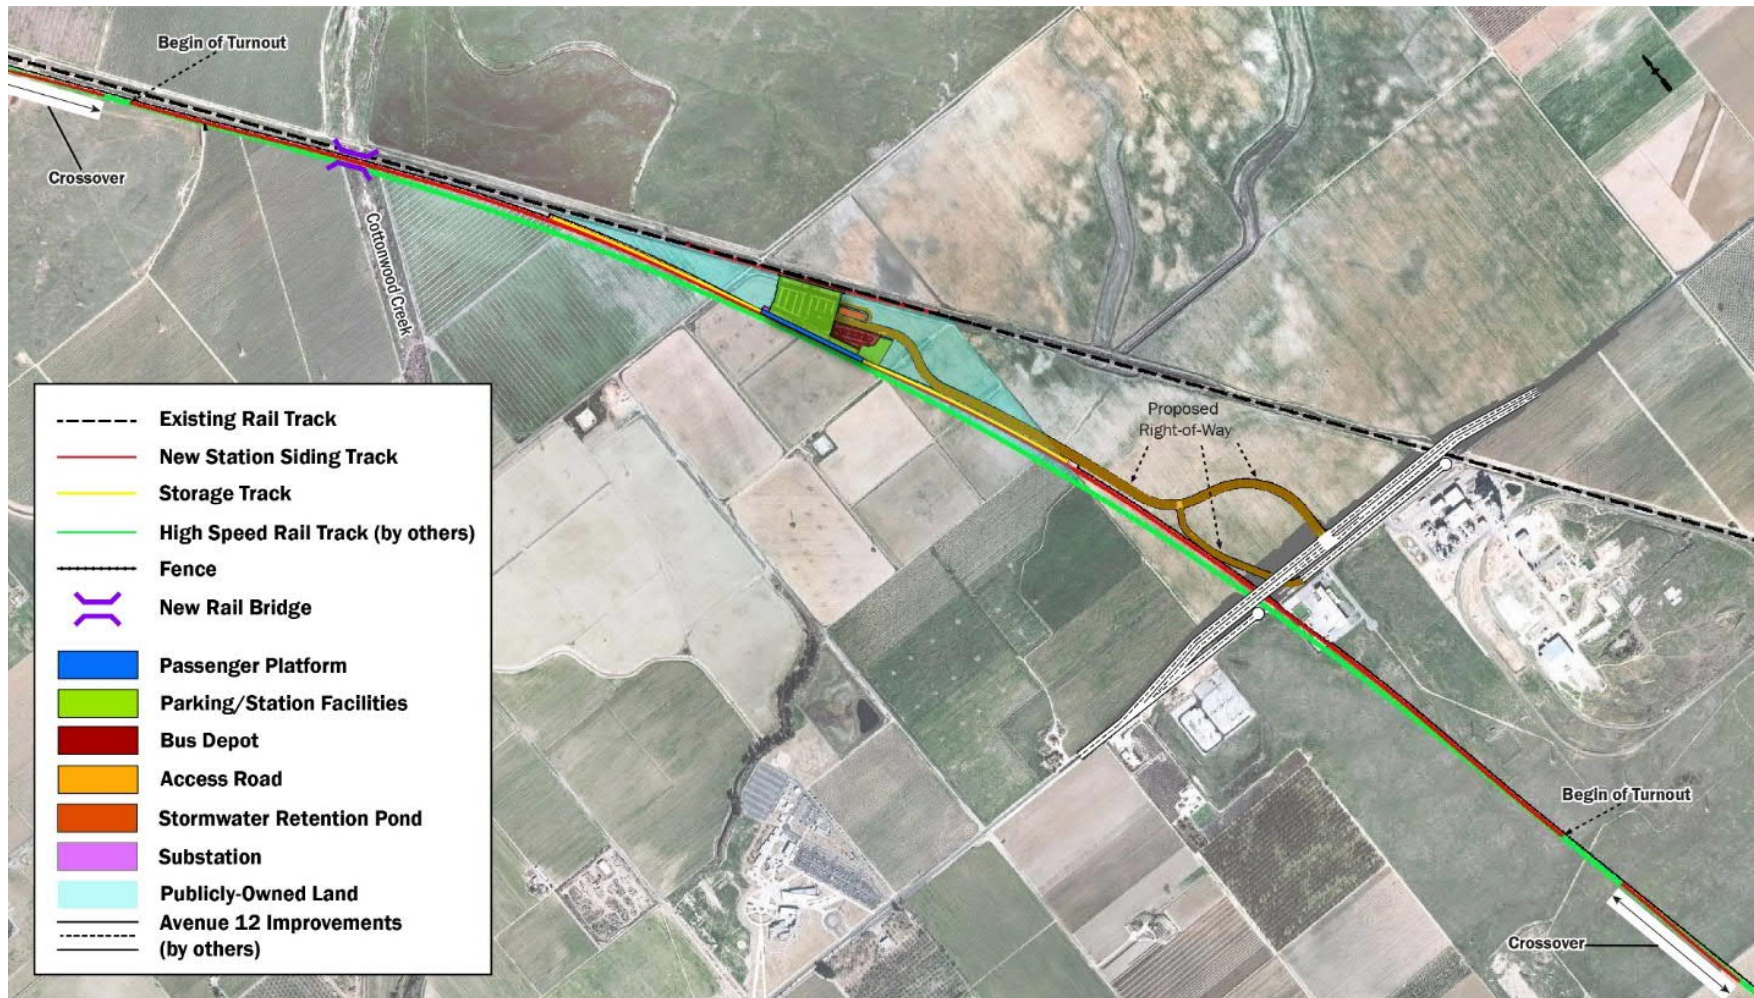 Begin of Turnout
Crossover
Cottonwood Creek
Proposed
Right-of-Way
Begin of Turnout
Crossover
Existing Rail Track
New Station Siding Track
Storage Track
High Speed Rail Track (by others)
Fence
New Rail Bridge
Passenger Platform
Parking/Station Facilities
Bus Depot
Access Road
Stormwater Retention Pond
Substation
Publicly-Owned Land
Avenue 12 Improvements
(by others)